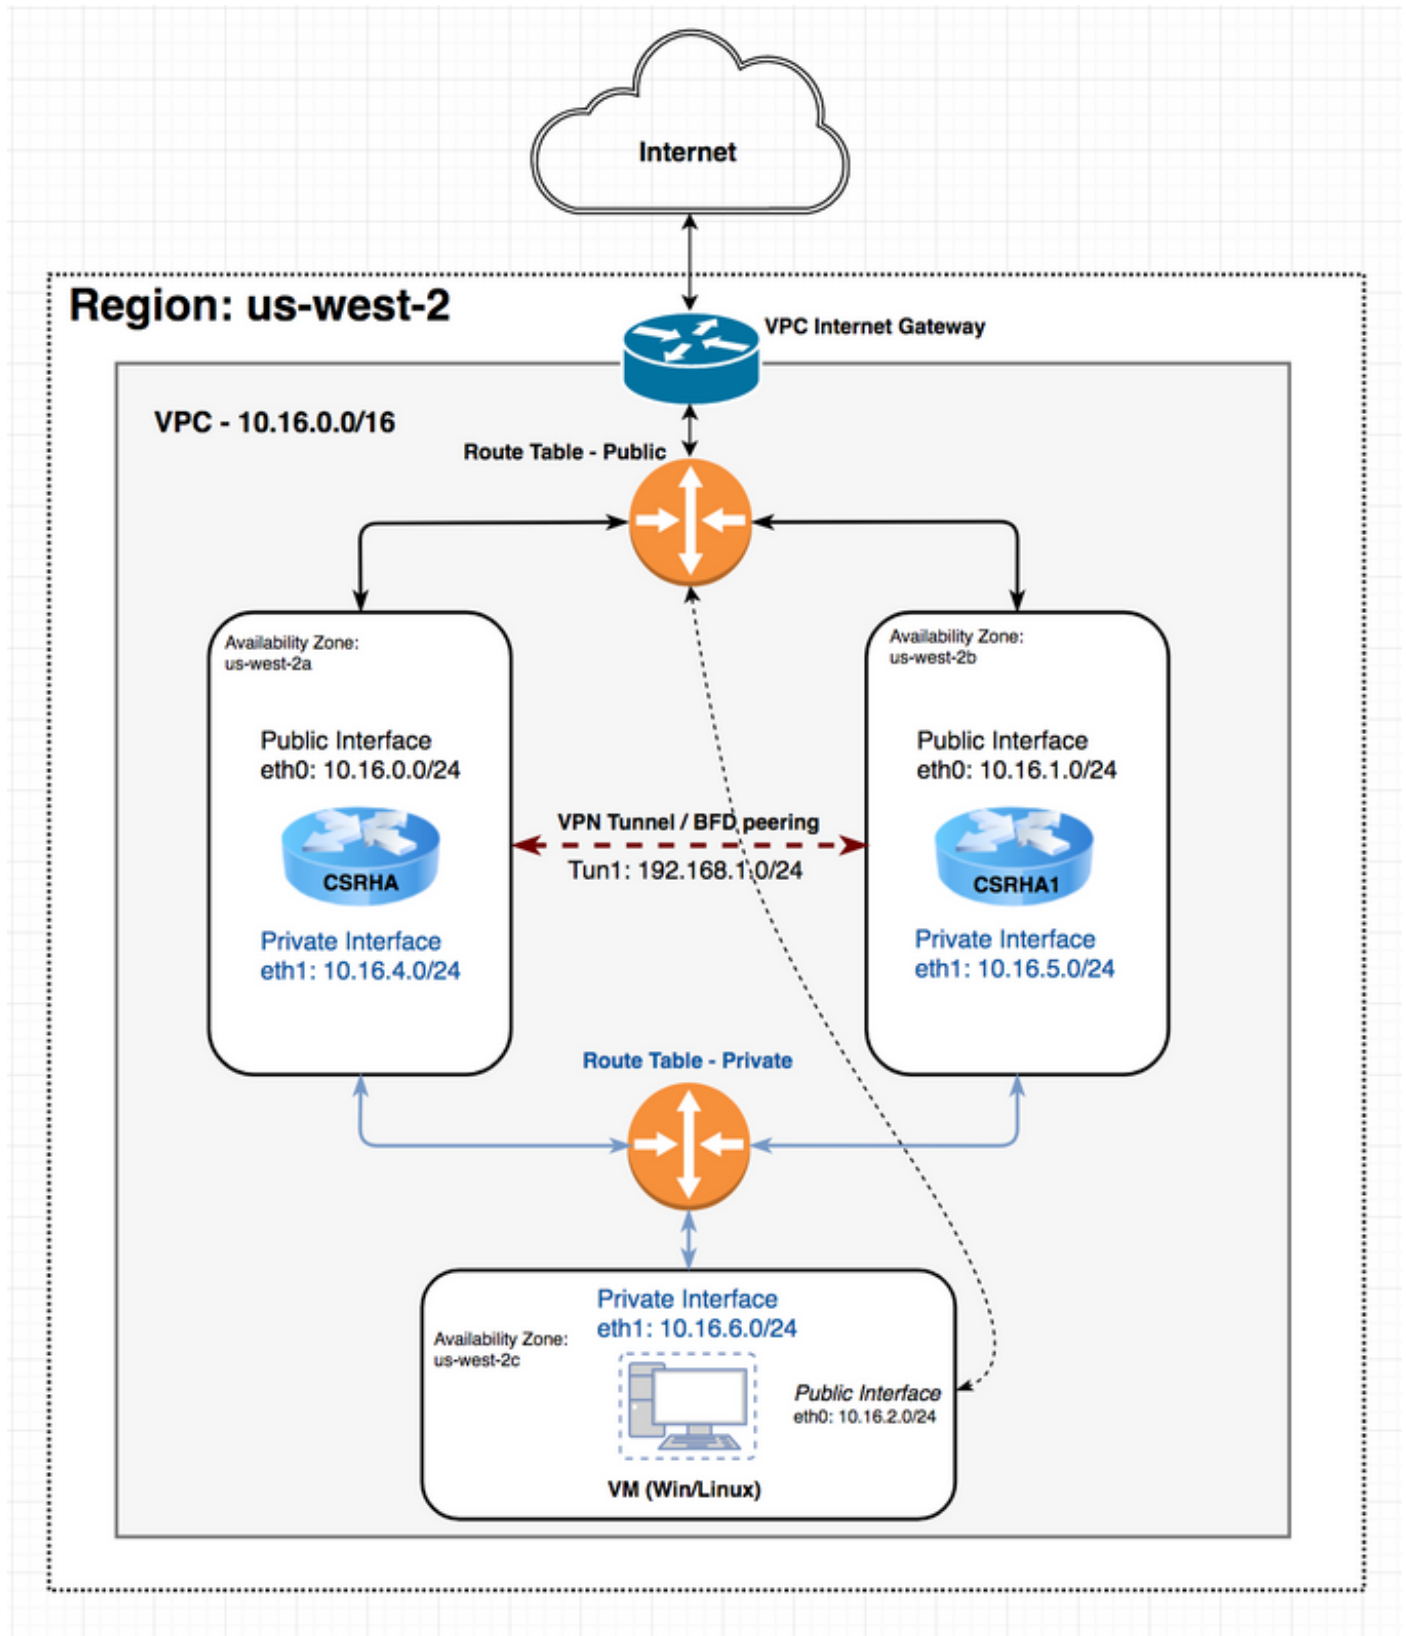 Internet
Region: us-west-2
VPC Internet Gateway
VPC - 10.16.0.0/16
Route Table - Public
Availability Zone:
us-west-2a
Public Interface
eth0: 10.16.0.0/24
CSRHA
Private Interface
eth1: 10.16.4.0/24
Availability Zone:
us-west-2b
Public Interface
eth0: 10.16.1.0/24
CSRHA1
Private Interface
eth1: 10.16.5.0/24
VPN Tunnel / BFD peering
Tun1: 192.168.1.0/24
Route Table - Private
Private Interface
eth1: 10.16.6.0/24
Availability Zone:
us-west-2c
Public Interface
eth0: 10.16.2.0/24
VM (Win/Linux)